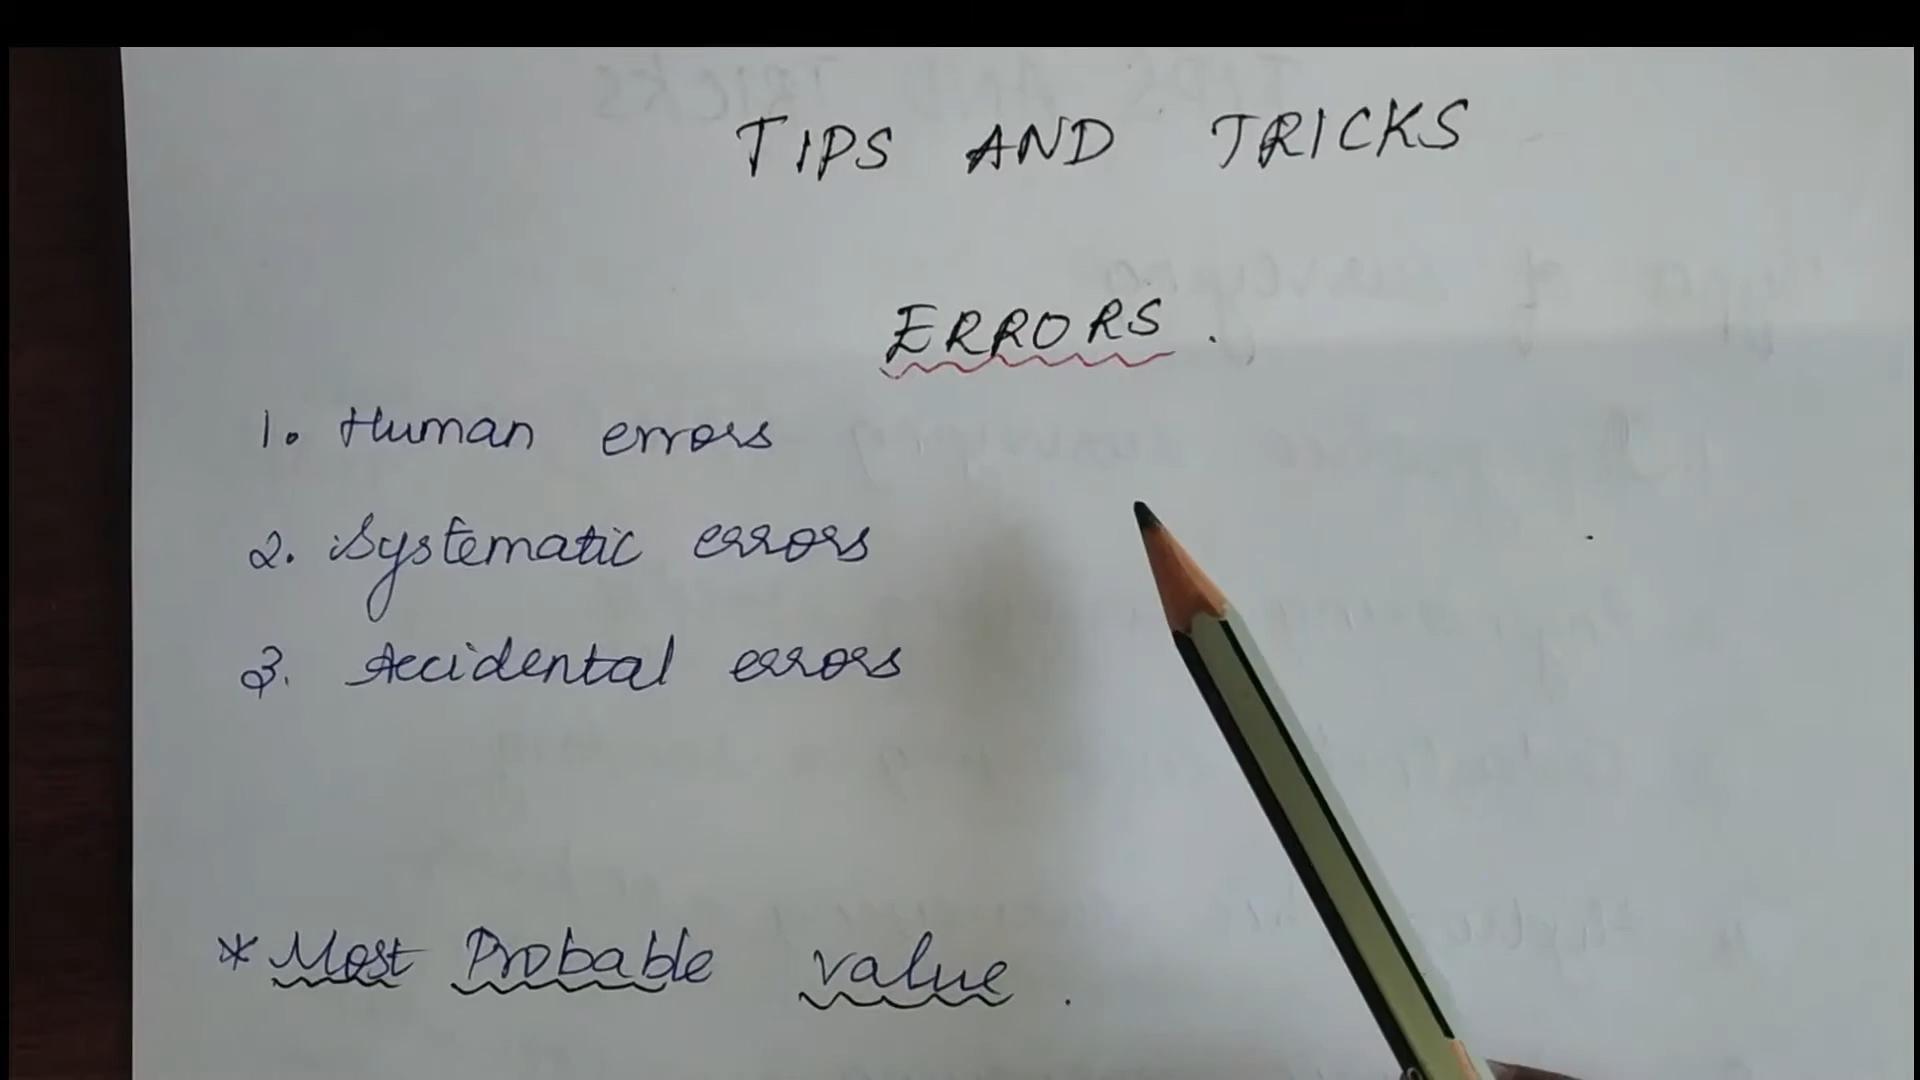 TIPS AND TRICKS
ERRORS.
1. Human errors
2. Systematic errors
3. Accidental errors
* Most Probable value.